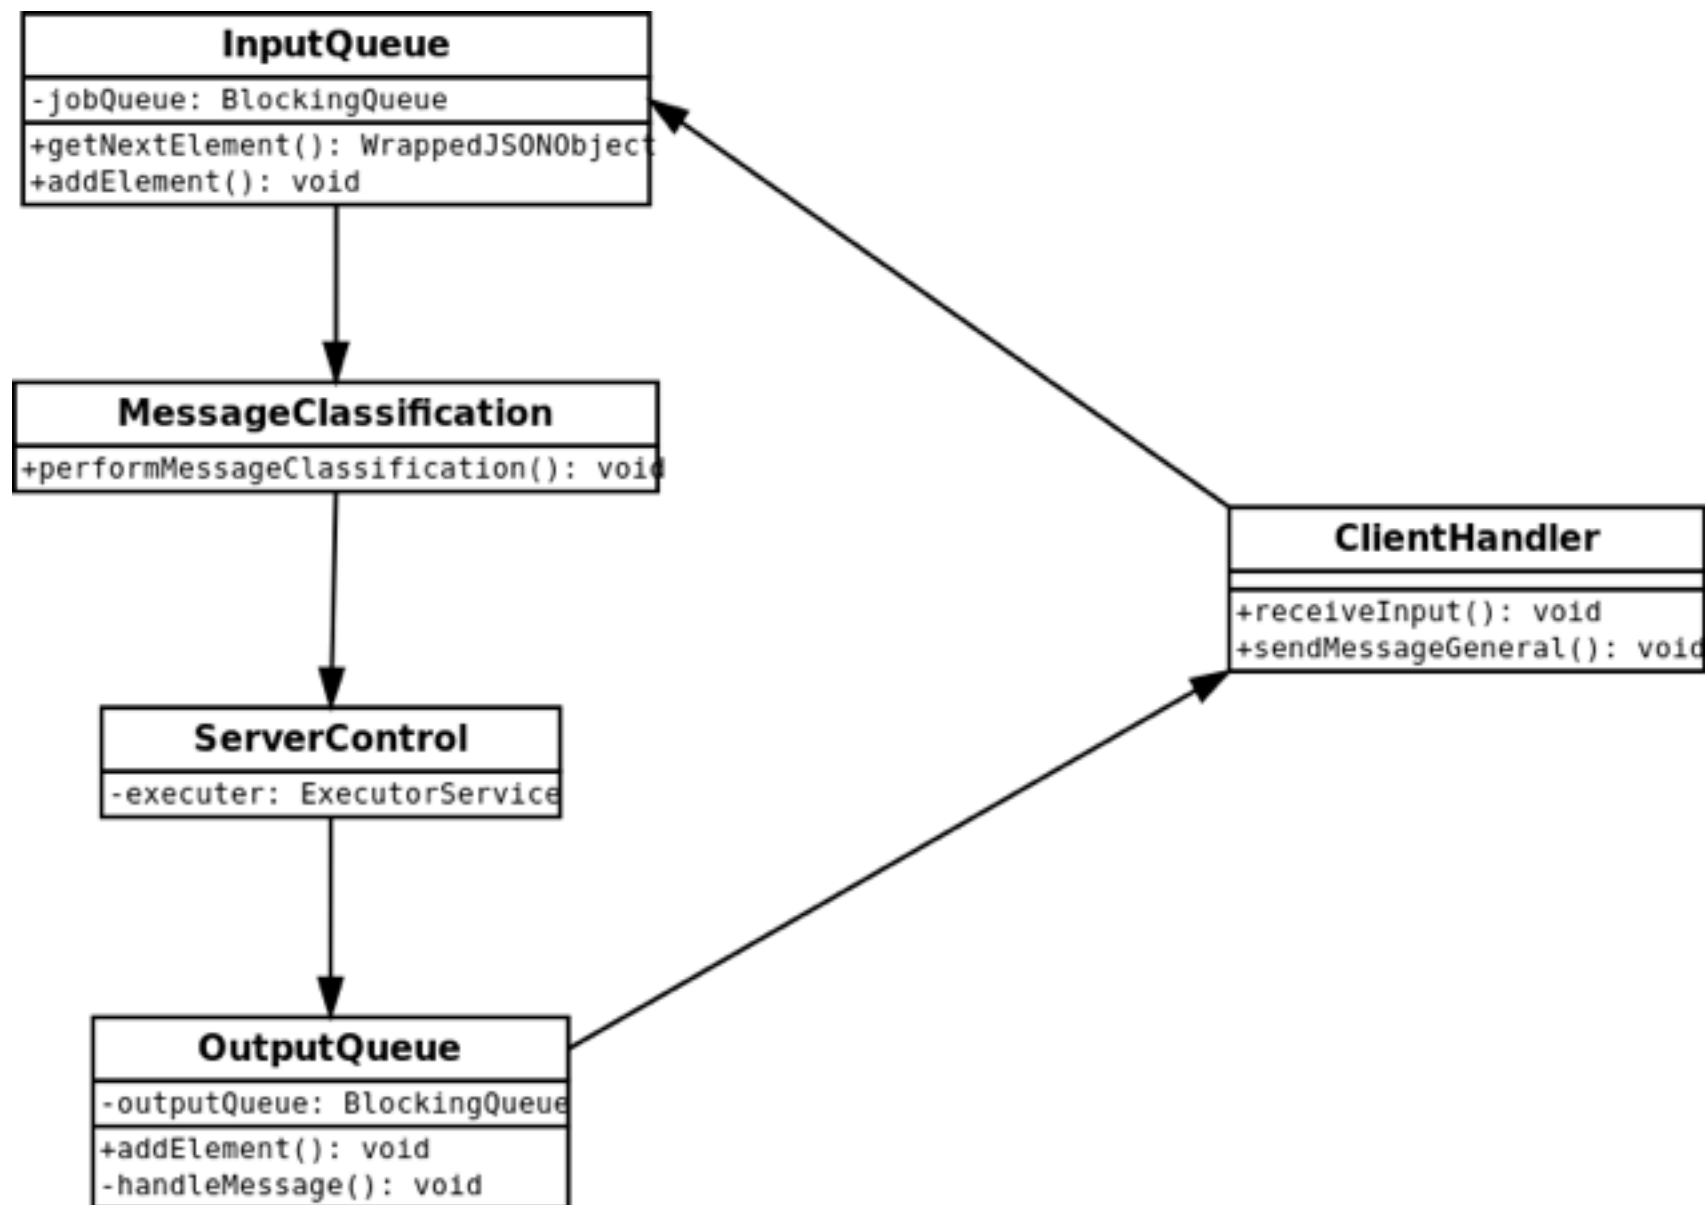 InputQueue
-jobQueue: BlockingQueue
+getNextElement(): WrappedJSONObject
+addElement(): void
MessageClassification
+performMessageClassification(): void
ServerControl
-executer: ExecutorService
OutputQueue
-outputQueue: BlockingQueue
+addElement(): void
-handleMessage(): void
ClientHandler
+receiveInput(): void
+sendMessageGeneral(): void